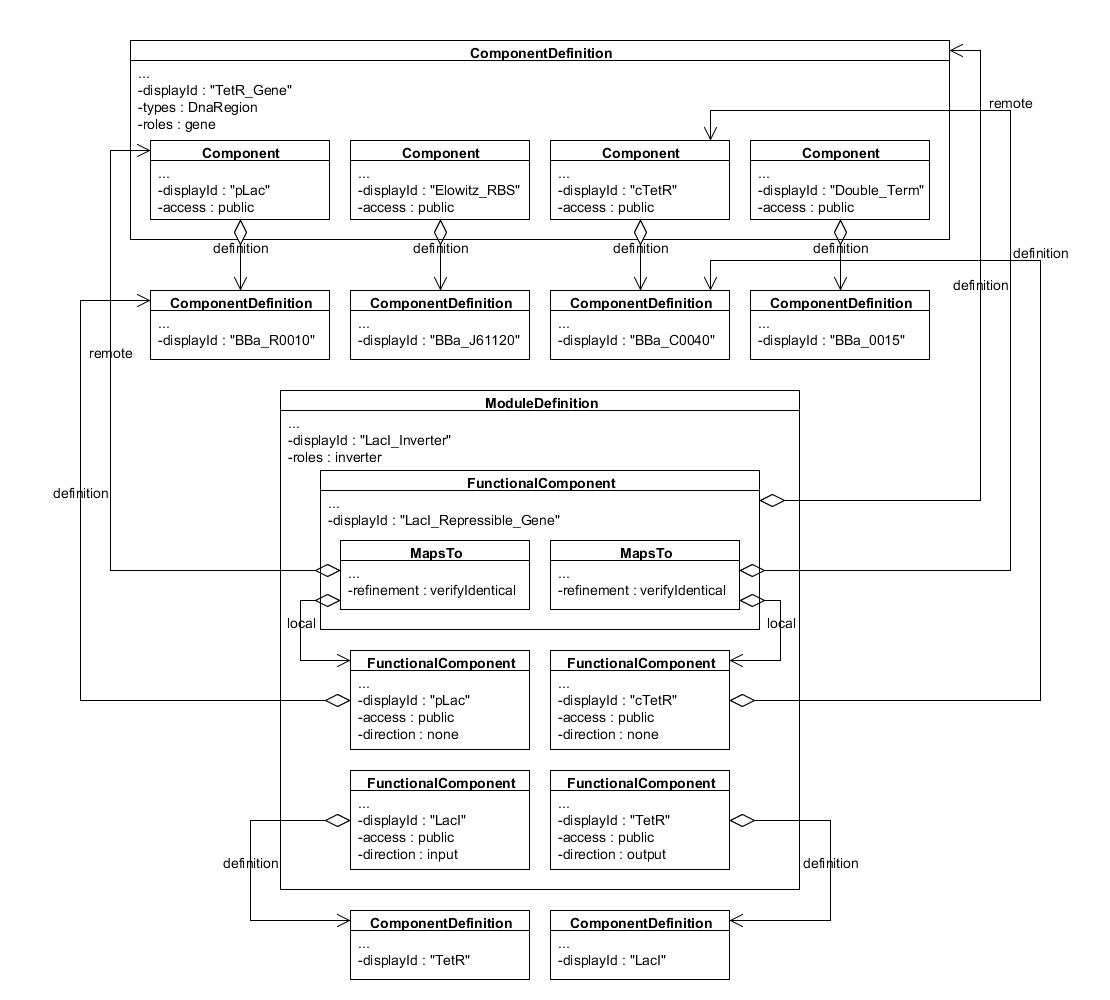 ComponentDefinition
...
-displayId : "TetR_Gene"
-types : DnaRegion
-roles : gene
remote
Component
...
-displayId : "pLac"
-access : public
Component
...
-displayId : "Elowitz_RBS"
-access : public
Component
...
-displayId : "cTetR"
-access : public
Component
...
-displayId : "Double_Term"
-access : public
definition
definition
definition
definition
definition
definition
ComponentDefinition
...
-displayId : "BBa_R0010"
ComponentDefinition
...
-displayId : "BBa_J61120"
ComponentDefinition
...
-displayId : "BBa_C0040"
ComponentDefinition
...
-displayId : "BBa_0015"
remote
ModuleDefinition
...
-displayId : "LacI_Inverter"
-roles : inverter
FunctionalComponent
...
-displayId : "LacI_Repressible_Gene"
definition
MapsTo
...
-refinement : verifyIdentical
MapsTo
...
-refinement : verifyIdentical
local
local
FunctionalComponent
...
-displayId : "pLac"
-access : public
-direction : none
FunctionalComponent
...
-displayId : "cTetR"
-access : public
-direction : none
FunctionalComponent
...
-displayId : "LacI"
-access : public
-direction : input
FunctionalComponent
...
-displayId : "TetR"
-access : public
-direction : output
definition
definition
ComponentDefinition
...
-displayId : "TetR"
ComponentDefinition
...
-displayId : "LacI"